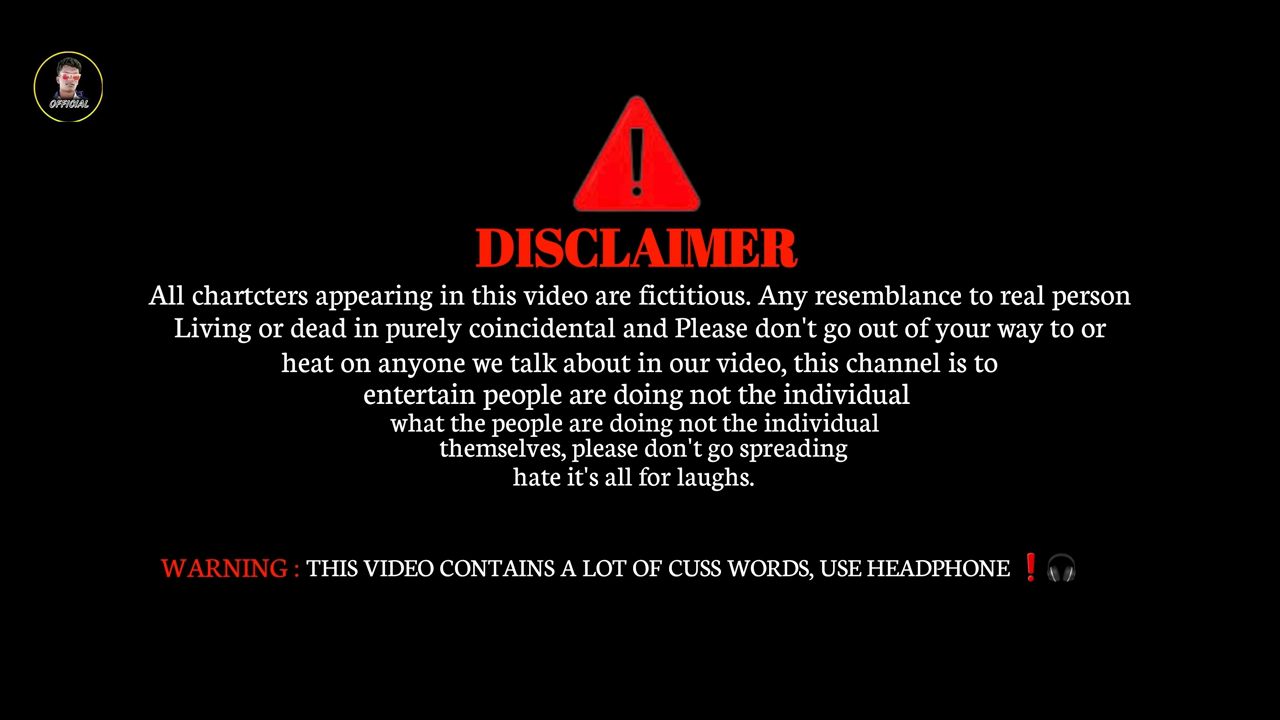 OFFICIAL
DISCLAIMER
All chartcters appearing in this video are fictitious. Any resemblance to real person
Living or dead in purely coincidental and Please don't go out of your way to or
heat on anyone we talk about in our video, this channel is to
entertain people are doing not the individual
what the people are doing not the individual
themselves, please don't go spreading
hate it's all for laughs.
WARNING : THIS VIDEO CONTAINS A LOT OF CUSS WORDS, USE HEADPHONE ❗🎧